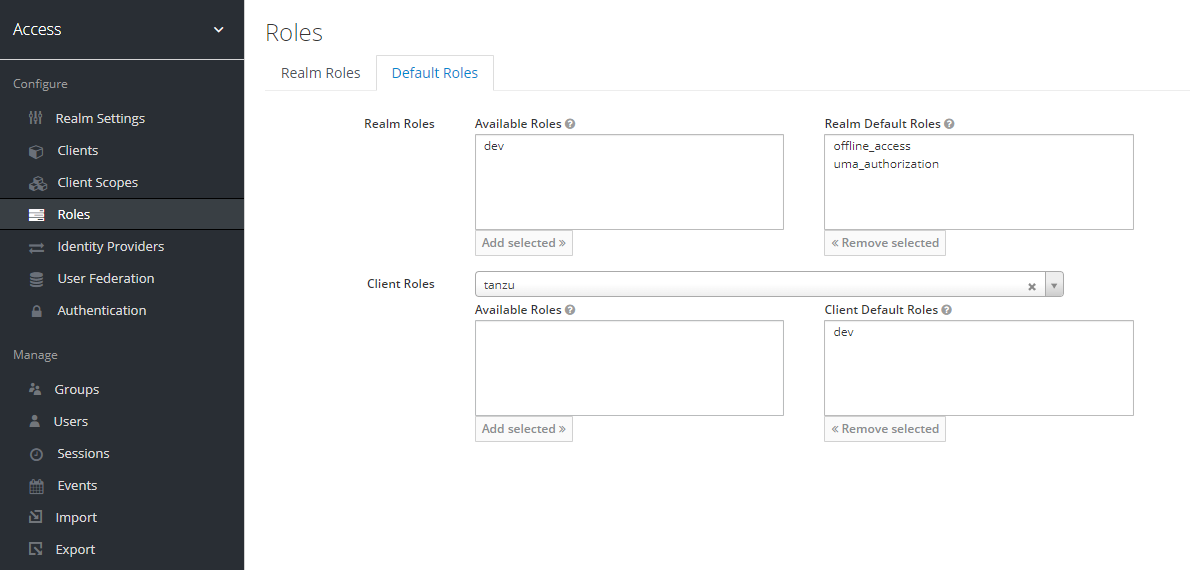 Access
Configure
Realm Settings
Clients
Client Scopes
Roles
Identity Providers
User Federation
Authentication
Manage
Groups
Users
Sessions
Events
Import
Export
Roles
Realm Roles Default Roles
Realm Roles Available Roles Realm Default Roles
dev offline_access
uma_authorization
Add selected » « Remove selected
Client Roles tanzu
Available Roles Client Default Roles
dev
Add selected » « Remove selected